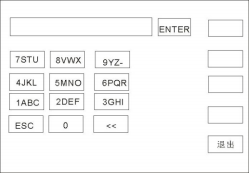 ENTER
7STU 8VWX 9YZ-
4JKL 5MNO 6PQR
1ABC 2DEF 3GHI
ESC 0 <<
退出